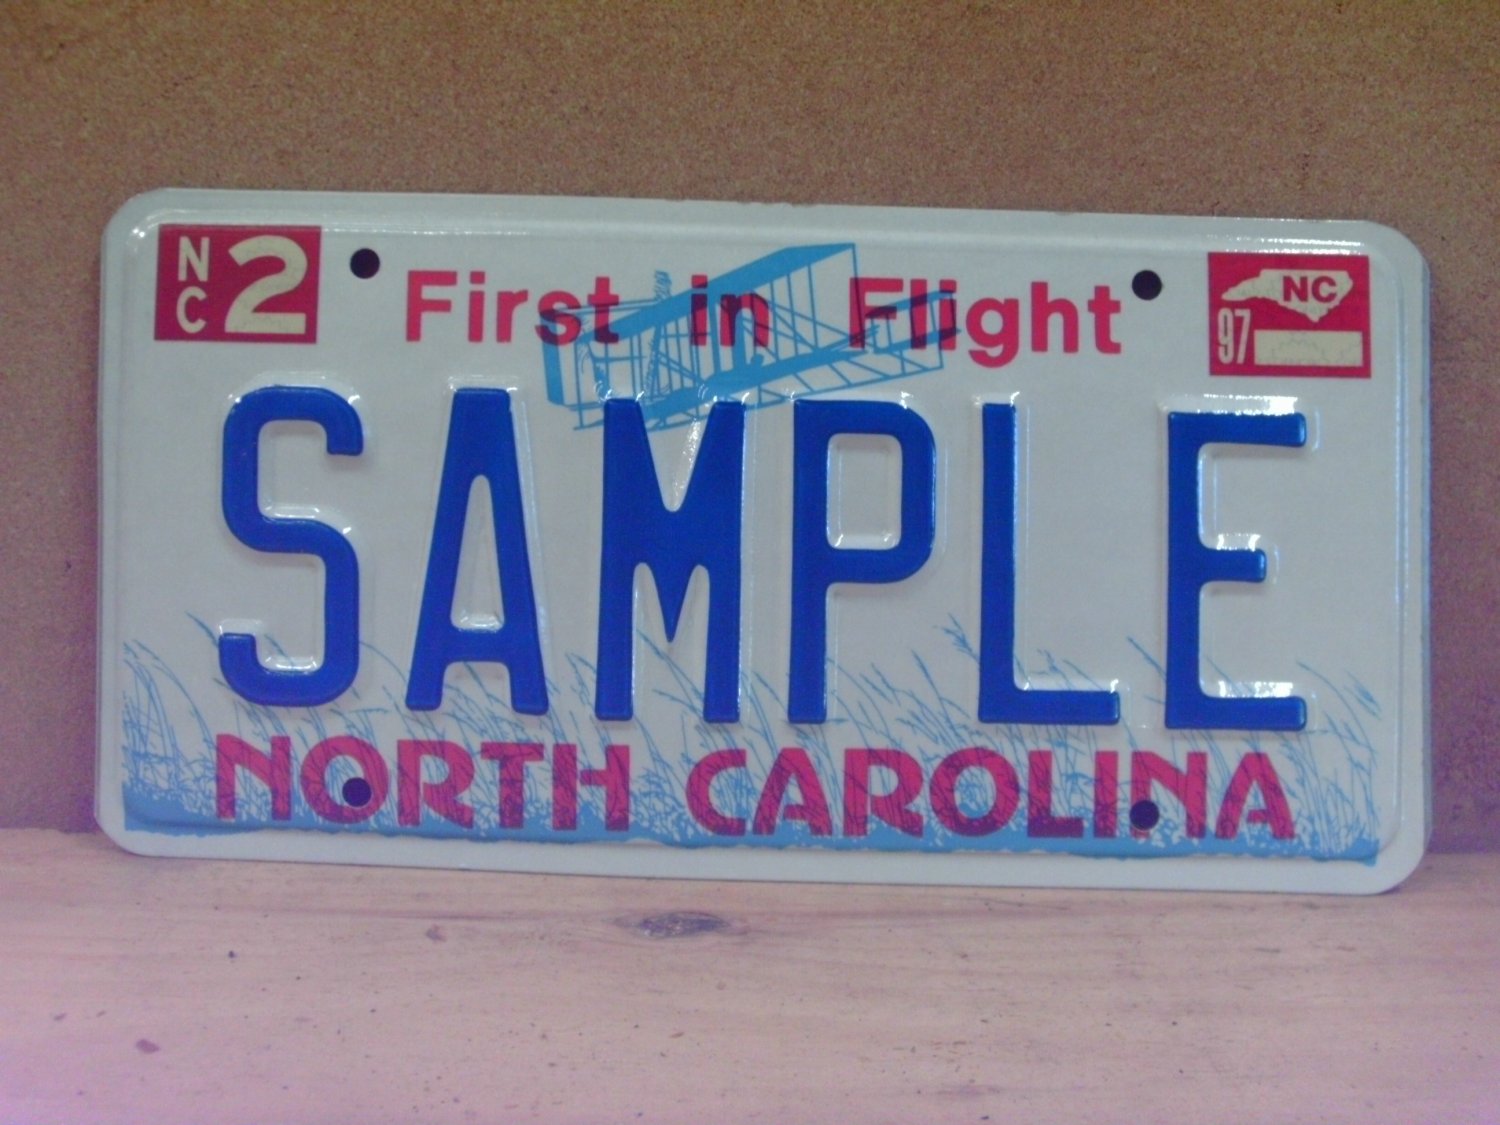 NC 2
First in Flight
NC
97
SAMPLE
NORTH CAROLINA